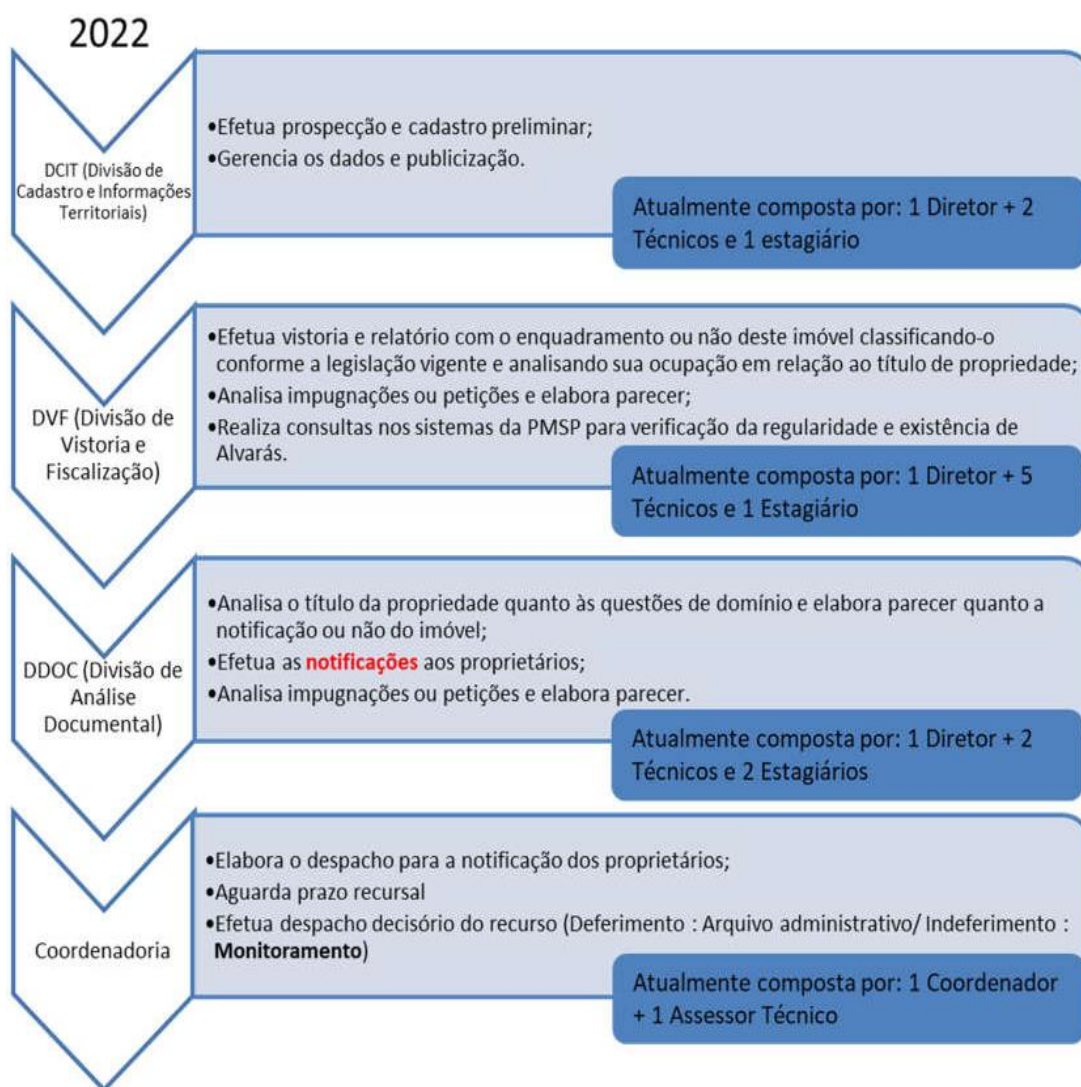 2022
DCIT (Divisão de
Cadastro e Informações
Territoriais)
•Efetua prospecção e cadastro preliminar;
•Gerencia os dados e publicização.
Atualmente composta por: 1 Diretor + 2
Técnicos e 1 estagiário
DVF (Divisão de
Vistoria e
Fiscalização)
•Efetua vistoria e relatório com o enquadramento ou não deste imóvel classificando-o
conforme a legislação vigente e analisando sua ocupação em relação ao título de propriedade;
•Analisa impugnações ou petições e elabora parecer;
•Realiza consultas nos sistemas da PMSP para verificação da regularidade e existência de
Alvarás.
Atualmente composta por: 1 Diretor + 5
Técnicos e 1 Estagiário
DDOC (Divisão de
Análise
Documental)
•Analisa o título da propriedade quanto às questões de domínio e elabora parecer quanto a
notificação ou não do imóvel;
•Efetua as notificações aos proprietários;
•Analisa impugnações ou petições e elabora parecer.
Atualmente composta por: 1 Diretor + 2
Técnicos e 2 Estagiários
Coordenadoria
•Elabora o despacho para a notificação dos proprietários;
•Aguarda prazo recursal
•Efetua despacho decisório do recurso (Deferimento : Arquivo administrativo/ Indeferimento :
Monitoramento)
Atualmente composta por: 1 Coordenador
+ 1 Assessor Técnico